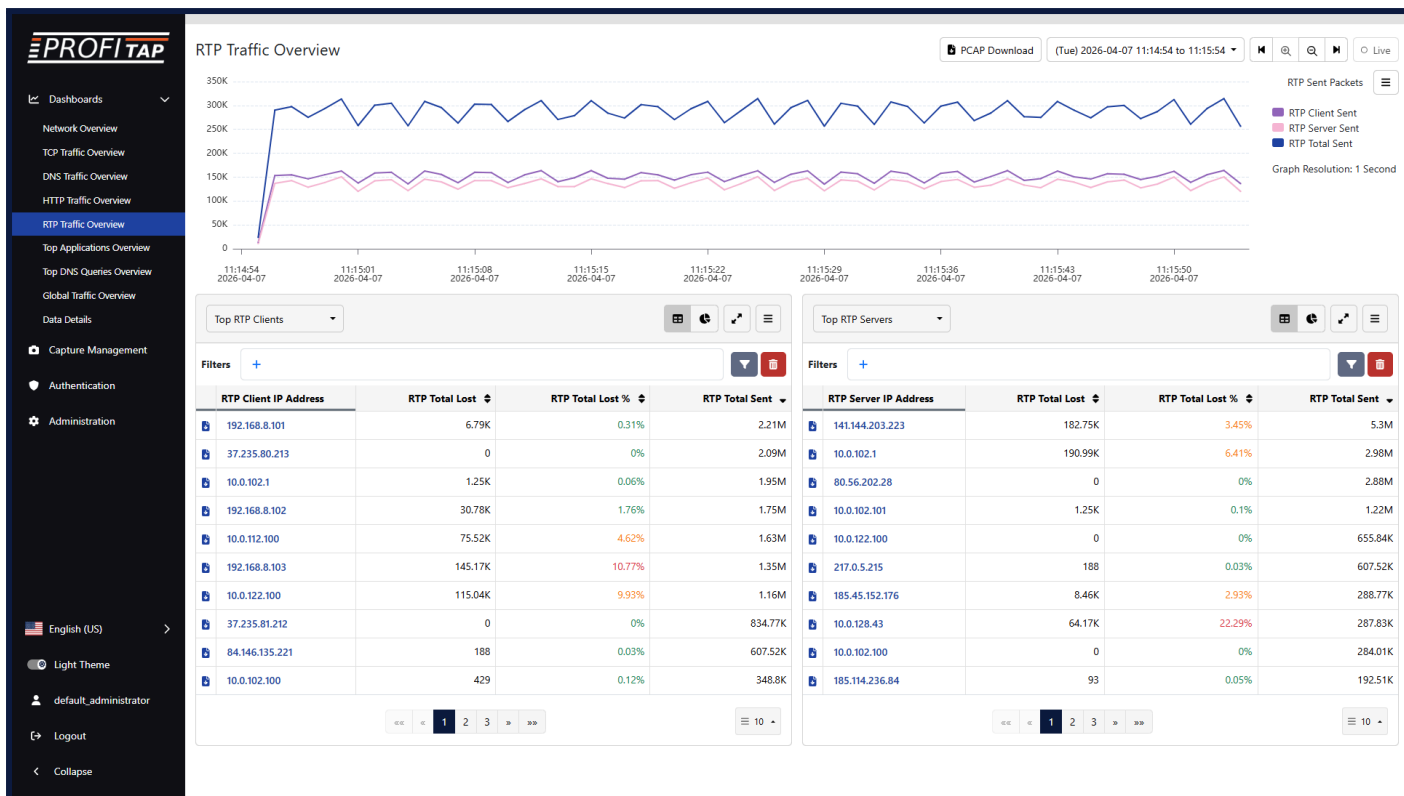 PROFITAP
Dashboards
Network Overview
TCP Traffic Overview
DNS Traffic Overview
HTTP Traffic Overview
RTP Traffic Overview
Top Applications Overview
Top DNS Queries Overview
Global Traffic Overview
Data Details
Capture Management
Authentication
Administration
English (US)
Light Theme
default_administrator
Logout
Collapse
RTP Traffic Overview
PCAP Download
(Tue) 2026-04-07 11:14:54 to 11:15:54
Live
350K
300K
250K
200K
150K
100K
50K
0
11:14:54 11:15:01 11:15:08 11:15:15 11:15:22 11:15:29 11:15:36 11:15:43 11:15:50
2026-04-07 2026-04-07 2026-04-07 2026-04-07 2026-04-07 2026-04-07 2026-04-07 2026-04-07 2026-04-07
RTP Sent Packets
RTP Client Sent
RTP Server Sent
RTP Total Sent
Graph Resolution: 1 Second
Top RTP Clients
Filters +
RTP Client IP Address RTP Total Lost RTP Total Lost % RTP Total Sent
192.168.8.101 6.79K 0.31% 2.21M
37.235.80.213 0 0% 2.09M
10.0.102.1 1.25K 0.06% 1.95M
192.168.8.102 30.78K 1.76% 1.75M
10.0.112.100 75.52K 4.62% 1.63M
192.168.8.103 145.17K 10.77% 1.35M
10.0.122.100 115.04K 9.93% 1.16M
37.235.81.212 0 0% 834.77K
84.146.135.221 188 0.03% 607.52K
10.0.102.100 429 0.12% 348.8K
«« « 1 2 3 » »»
10
Top RTP Servers
Filters +
RTP Server IP Address RTP Total Lost RTP Total Lost % RTP Total Sent
141.144.203.223 182.75K 3.45% 5.3M
10.0.102.1 190.99K 6.41% 2.98M
80.56.202.28 0 0% 2.88M
10.0.102.101 1.25K 0.1% 1.22M
10.0.122.100 0 0% 655.84K
217.0.5.215 188 0.03% 607.52K
185.45.152.176 8.46K 2.93% 288.77K
10.0.128.43 64.17K 22.29% 287.83K
10.0.102.100 0 0% 284.01K
185.114.236.84 93 0.05% 192.51K
«« « 1 2 3 » »»
10